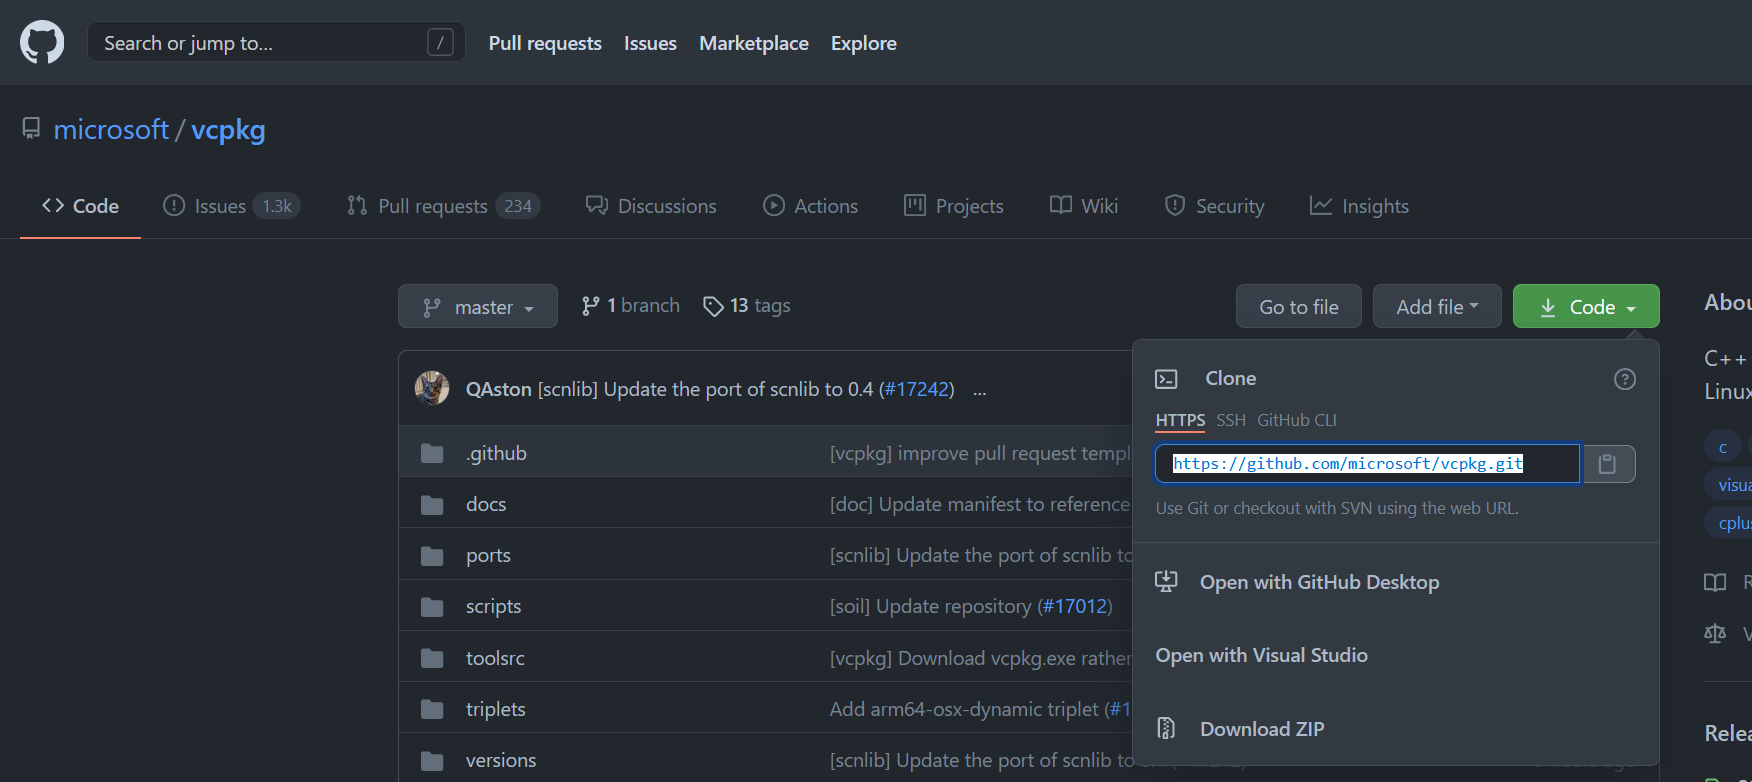 Search or jump to... /
Pull requests Issues Marketplace Explore
microsoft / vcpkg
Code Issues 1.3k Pull requests 234 Discussions Actions Projects Wiki Security Insights
master 1 branch 13 tags Go to file Add file Code
QAston [scnlib] Update the port of scnlib to 0.4 (#17242) ...
.github [vcpkg] improve pull request templ
docs [doc] Update manifest to reference
ports [scnlib] Update the port of scnlib to
scripts [soil] Update repository (#17012)
toolsrc [vcpkg] Download vcpkg.exe rather
triplets Add arm64-osx-dynamic triplet (#1
versions [scnlib] Update the port of scnlib to
Clone
HTTPS SSH GitHub CLI
https://github.com/microsoft/vcpkg.git
Use Git or checkout with SVN using the web URL.
Open with GitHub Desktop
Open with Visual Studio
Download ZIP
Abou
C++
Linux
c
visua
cplus
R
V
Relea